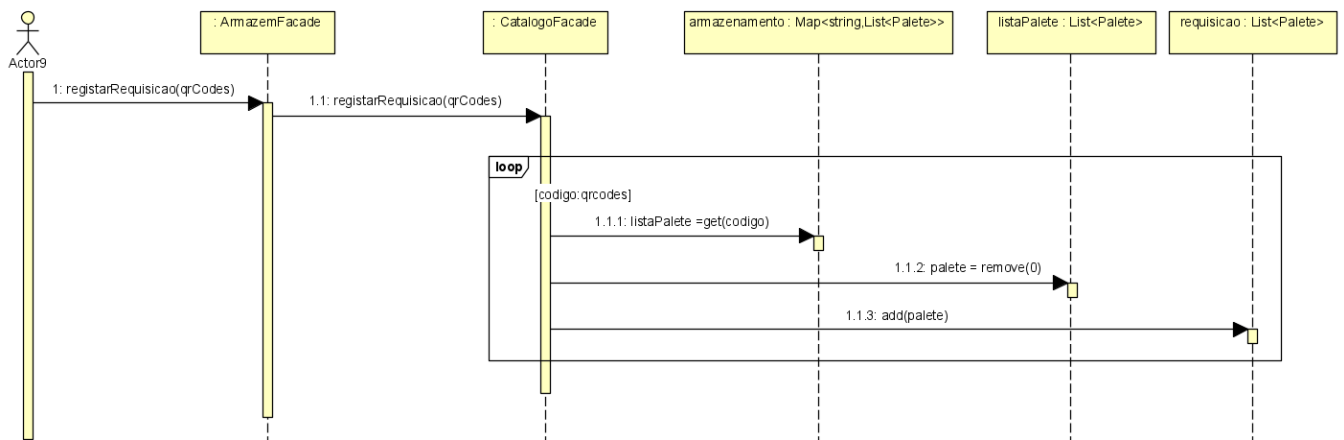 : ArmazemFacade
: CatalogoFacade
armazenamento : Map<string,List<Palete>>
listaPalete : List<Palete>
requisicao : List<Palete>
Actor9
1: registarRequisicao(qrCodes)
1.1: registarRequisicao(qrCodes)
loop
[codigo:qrcodes]
1.1.1: listaPalete =get(codigo)
1.1.2: palete = remove(0)
1.1.3: add(palete)